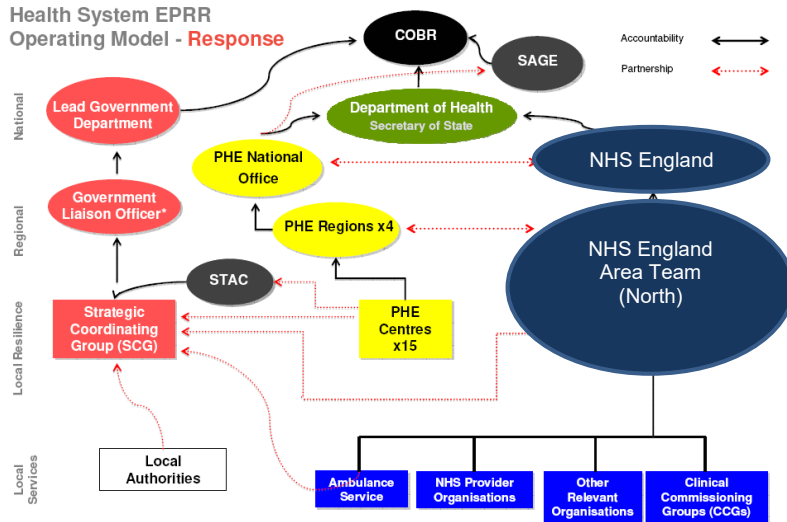 Health System EPRR
Operating Model - Response
COBR
SAGE
Accountability
Partnership
National
Lead Government
Department
Department of Health
Secretary of State
PHE National
Office
NHS England
Regional
Government
Liaison Officer*
PHE Regions x4
NHS England
Area Team
(North)
STAC
Local Resilience
Strategic
Coordinating
Group (SCG)
PHE
Centres
x15
Local
Services
Local
Authorities
Ambulance
Service
NHS Provider
Organisations
Other
Relevant
Organisations
Clinical
Commissioning
Groups (CCGs)